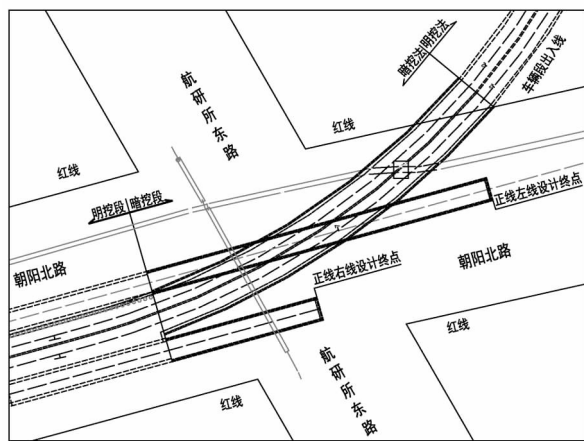 航研所东路
暗挖法|明挖法
车辆段出入线
红线
红线
明挖段|暗挖段
正线左线设计终点
朝阳北路
朝阳北路
正线右线设计终点
红线
航研所东路
红线